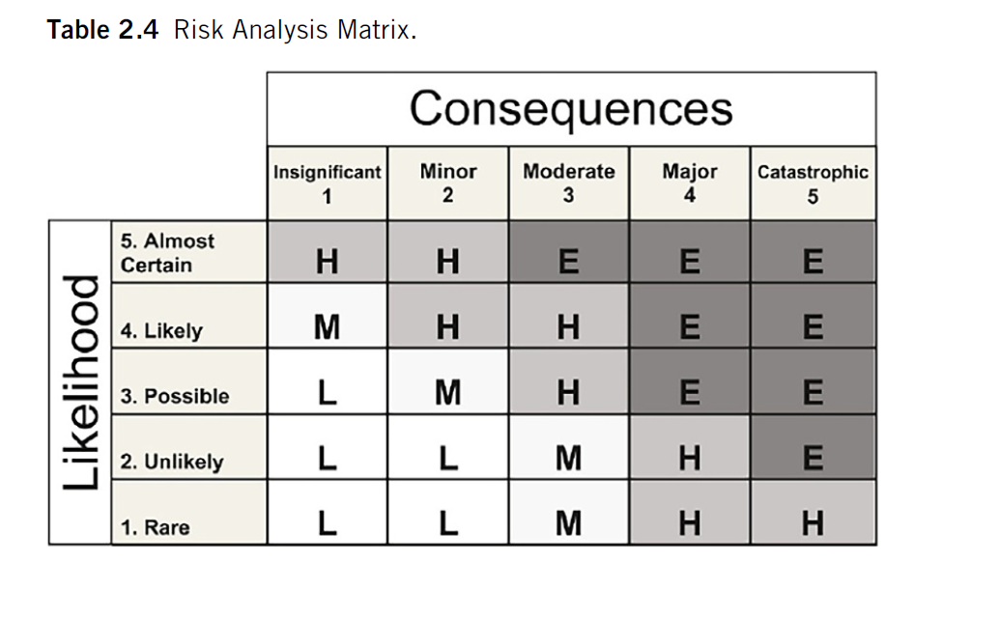 Table 2.4 Risk Analysis Matrix.
Consequences
Insignificant Minor Moderate Major Catastrophic
1 2 3 4 5
Likelihood
5. Almost
Certain H H E E E
4. Likely M H H E E
3. Possible L M H E E
2. Unlikely L L M H E
1. Rare L L M H H